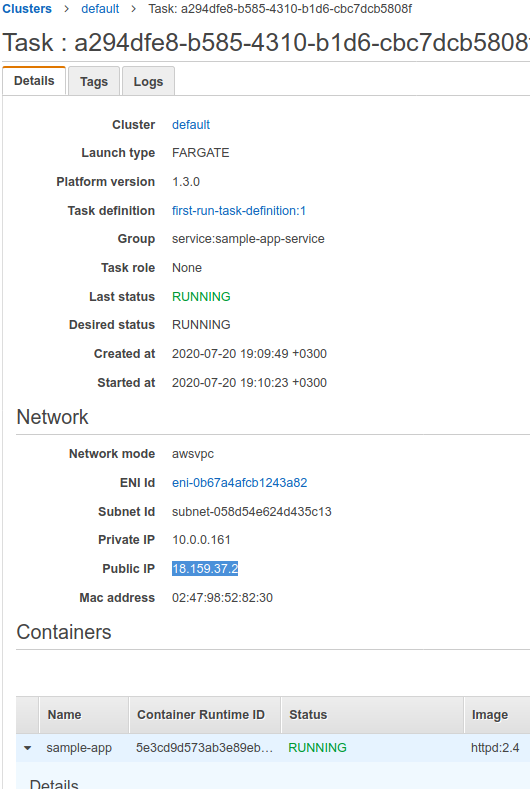 Clusters > default > Task: a294dfe8-b585-4310-b1d6-cbc7dcb5808f
Task : a294dfe8-b585-4310-b1d6-cbc7dcb5808f
Details Tags Logs
Cluster default
Launch type FARGATE
Platform version 1.3.0
Task definition first-run-task-definition:1
Group service:sample-app-service
Task role None
Last status RUNNING
Desired status RUNNING
Created at 2020-07-20 19:09:49 +0300
Started at 2020-07-20 19:10:23 +0300
Network
Network mode awsvpc
ENI Id eni-0b67a4afcb1243a82
Subnet Id subnet-058d54e624d435c13
Private IP 10.0.0.161
Public IP 18.159.37.2
Mac address 02:47:98:52:82:30
Containers
Name Container Runtime ID Status Image
sample-app 5e3cd9d573ab3e89eb... RUNNING httpd:2.4
Details